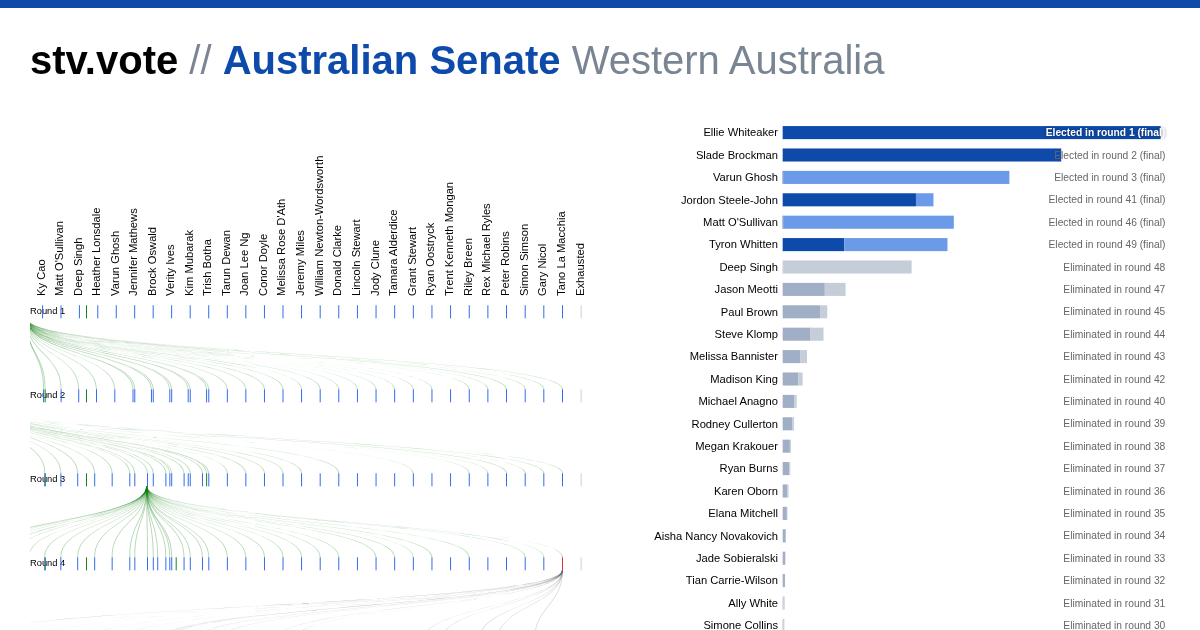 stv.vote // Australian Senate Western Australia
Ky Cao
Matt O'Sullivan
Deep Singh
Heather Lonsdale
Varun Ghosh
Jennifer Mathews
Brock Oswald
Verity Ives
Kim Mubarak
Trish Botha
Tarun Dewan
Joan Lee Ng
Conor Doyle
Melissa Rose D'Ath
Jeremy Miles
William Newton-Wordsworth
Donald Clarke
Lincoln Stewart
Jody Clune
Tamara Alderdice
Grant Stewart
Ryan Oostryck
Trent Kenneth Mongan
Riley Breen
Rex Michael Ryles
Peter Robins
Simon Simson
Gary Nicol
Tano La Macchia
Exhausted
Round 1
Round 2
Round 3
Round 4
Ellie Whiteaker Elected in round 1 (final)
Slade Brockman Elected in round 2 (final)
Varun Ghosh Elected in round 3 (final)
Jordon Steele-John Elected in round 41 (final)
Matt O'Sullivan Elected in round 46 (final)
Tyron Whitten Elected in round 49 (final)
Deep Singh Eliminated in round 48
Jason Meotti Eliminated in round 47
Paul Brown Eliminated in round 45
Steve Klomp Eliminated in round 44
Melissa Bannister Eliminated in round 43
Madison King Eliminated in round 42
Michael Anagno Eliminated in round 40
Rodney Cullerton Eliminated in round 39
Megan Krakouer Eliminated in round 38
Ryan Burns Eliminated in round 37
Karen Oborn Eliminated in round 36
Elana Mitchell Eliminated in round 35
Aisha Nancy Novakovich Eliminated in round 34
Jade Sobieralski Eliminated in round 33
Tian Carrie-Wilson Eliminated in round 32
Ally White Eliminated in round 31
Simone Collins Eliminated in round 30